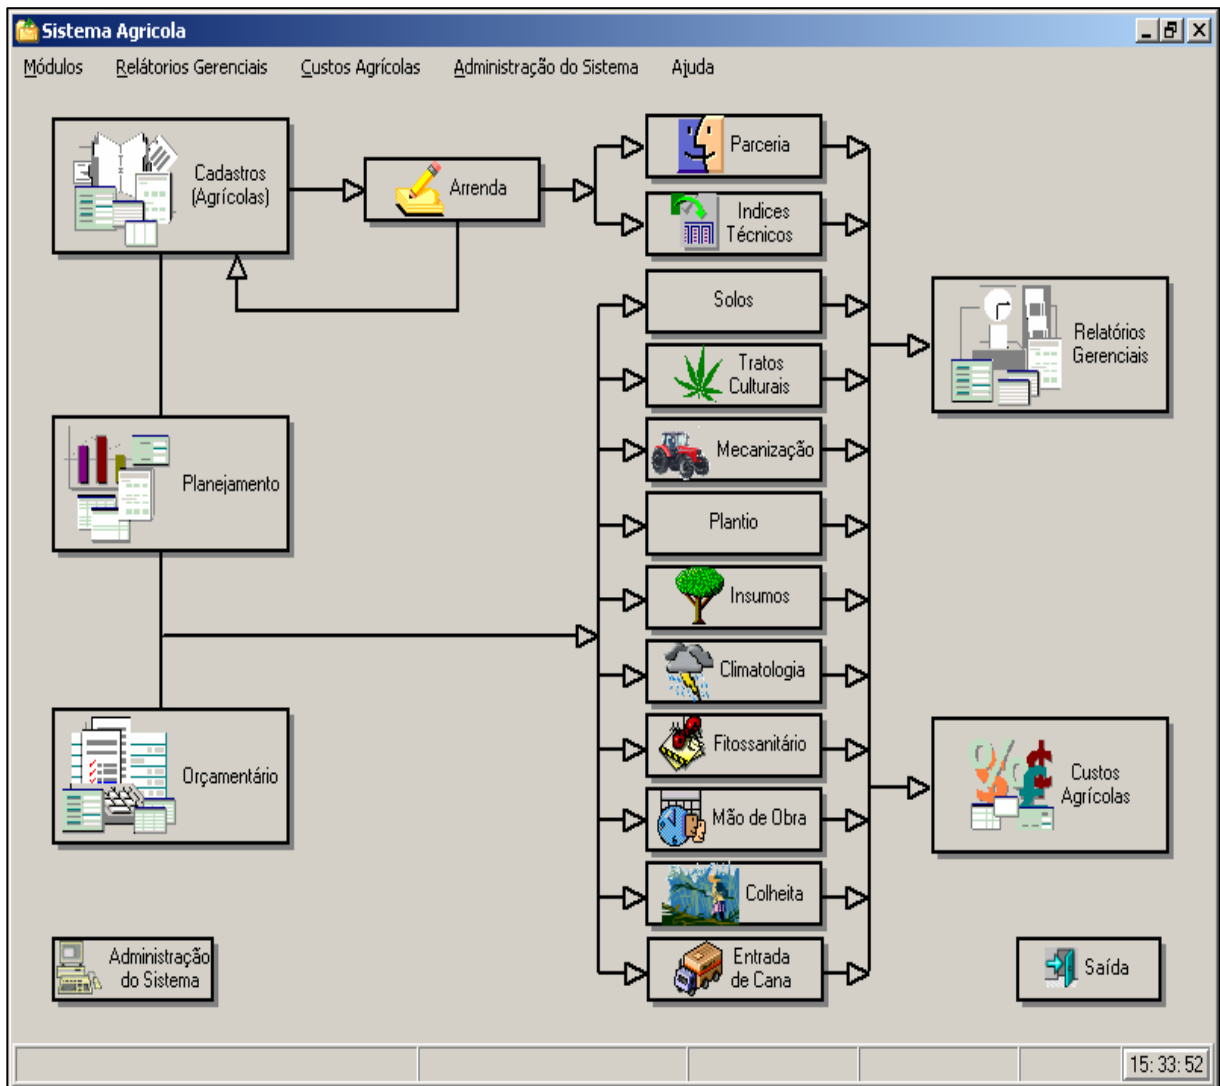 Sistema Agricola
Módulos Relátorios Gerenciais Custos Agrícolas Administração do Sistema Ajuda
Cadastros
(Agrícolas)
Arrenda
Parceria
Indices
Técnicos
Solos
Tratos
Culturais
Mecanização
Plantio
Insumos
Climatologia
Fitossanitário
Mão de Obra
Colheita
Entrada
de Cana
Relatórios
Gerenciais
Planejamento
Orçamentário
Custos
Agrícolas
Administração
do Sistema
Saída
15:33:52